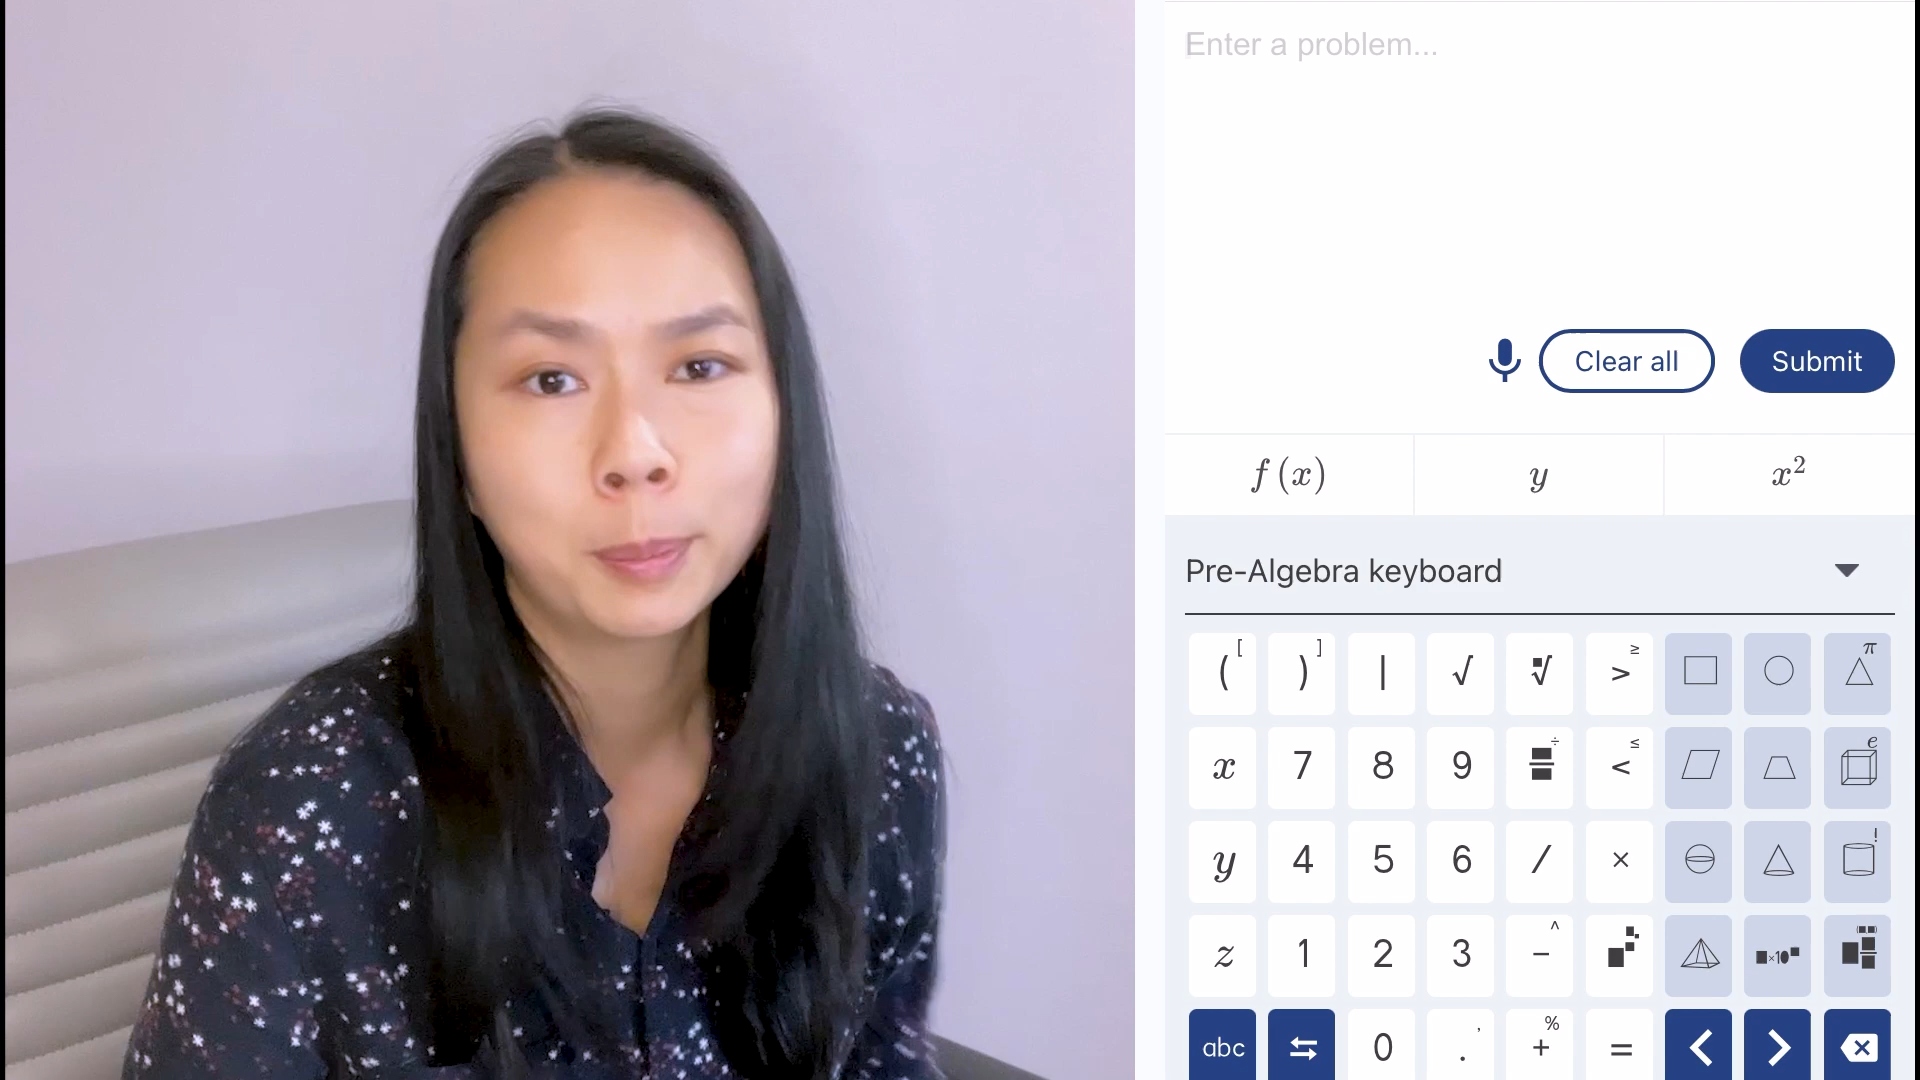 Enter a problem...
Clear all
Submit
f (x)
y
x²
Pre-Algebra keyboard
( [
) ]
|
√
∛
> ≥
π
x
7
8
9
÷
< ≤
e
y
4
5
6
/
×
!
z
1
2
3
− ^
×10
abc
0
. ,
+ %
=